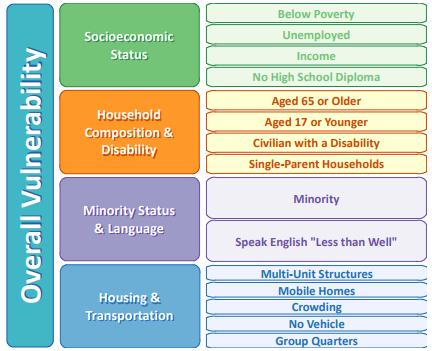 Overall Vulnerability
Socioeconomic
Status
Below Poverty
Unemployed
Income
No High School Diploma
Household
Composition &
Disability
Aged 65 or Older
Aged 17 or Younger
Civilian with a Disability
Single-Parent Households
Minority Status
& Language
Minority
Speak English "Less than Well"
Housing &
Transportation
Multi-Unit Structures
Mobile Homes
Crowding
No Vehicle
Group Quarters